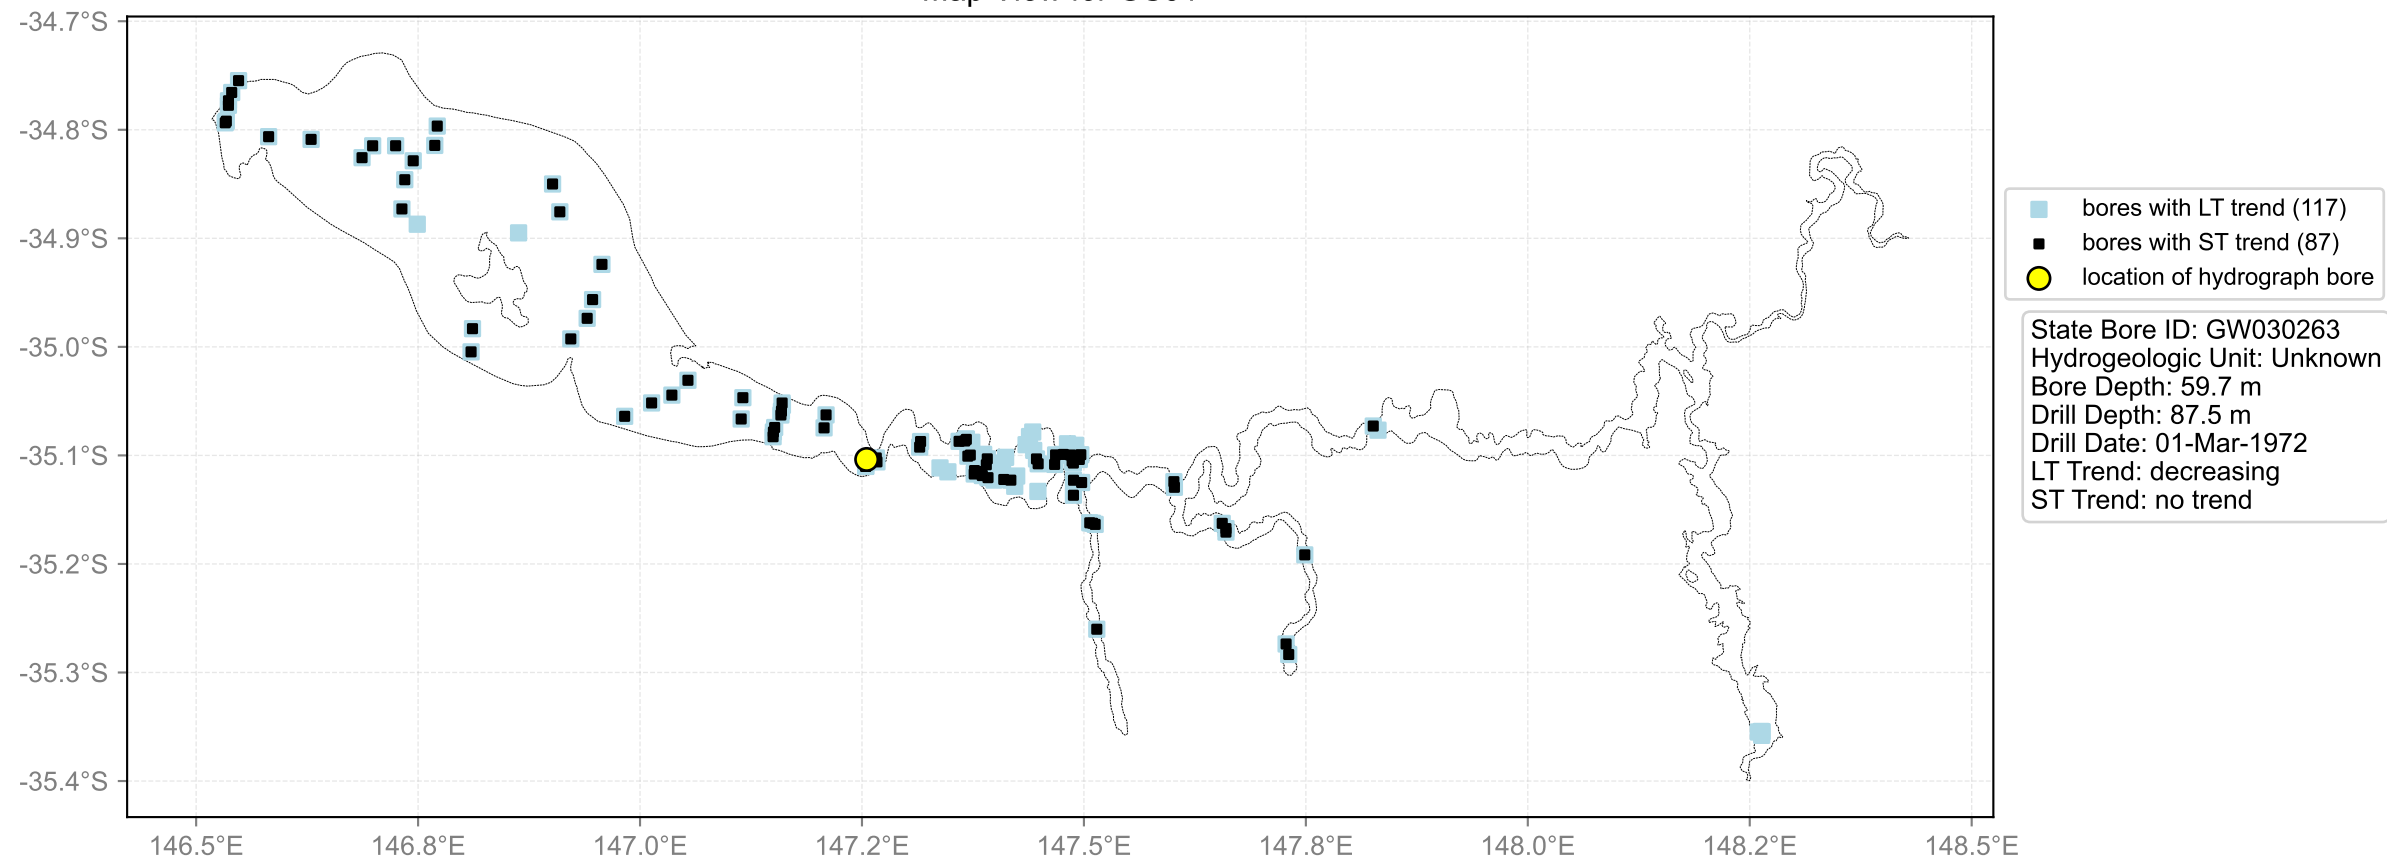 -34.7°S
-34.8°S
-34.9°S
-35.0°S
-35.1°S
-35.2°S
-35.3°S
-35.4°S
146.5°E 146.8°E 147.0°E 147.2°E 147.5°E 147.8°E 148.0°E 148.2°E 148.5°E
bores with LT trend (117)
bores with ST trend (87)
location of hydrograph bore
State Bore ID: GW030263
Hydrogeologic Unit: Unknown
Bore Depth: 59.7 m
Drill Depth: 87.5 m
Drill Date: 01-Mar-1972
LT Trend: decreasing
ST Trend: no trend